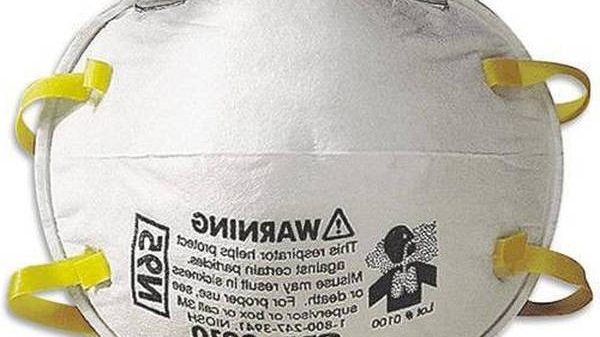 WARNING
This respirator helps protect
against certain particles.
Misuse may result in sickness
or death. For proper use, see
supervisor or box or call 3M
1-800-247-3941. NIOSH
N95
Lot # 0100